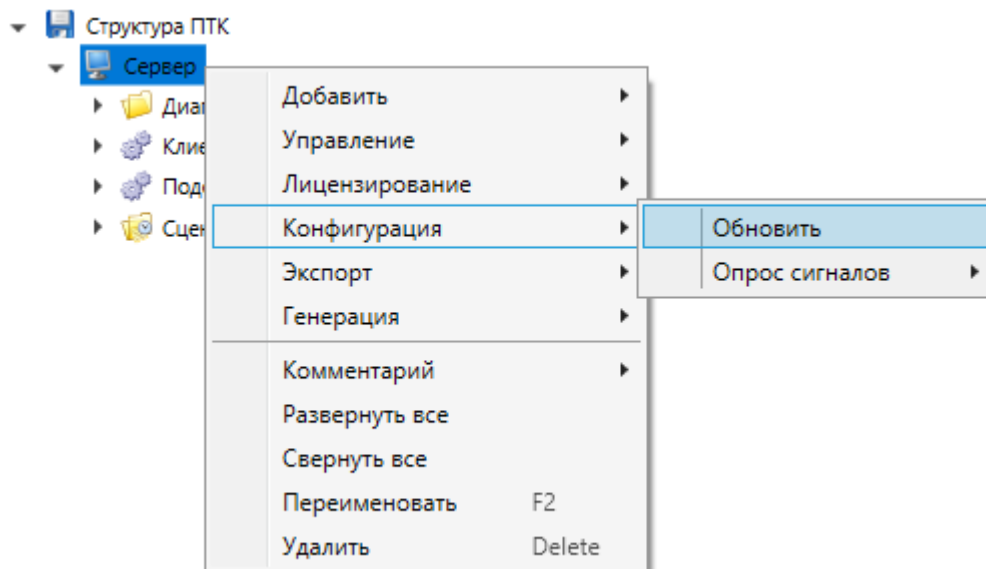 Структура ПТК
Сервер
Добавить
Управление
Лицензирование
Конфигурация
Обновить
Опрос сигналов
Экспорт
Генерация
Комментарий
Развернуть все
Свернуть все
Переименовать F2
Удалить Delete